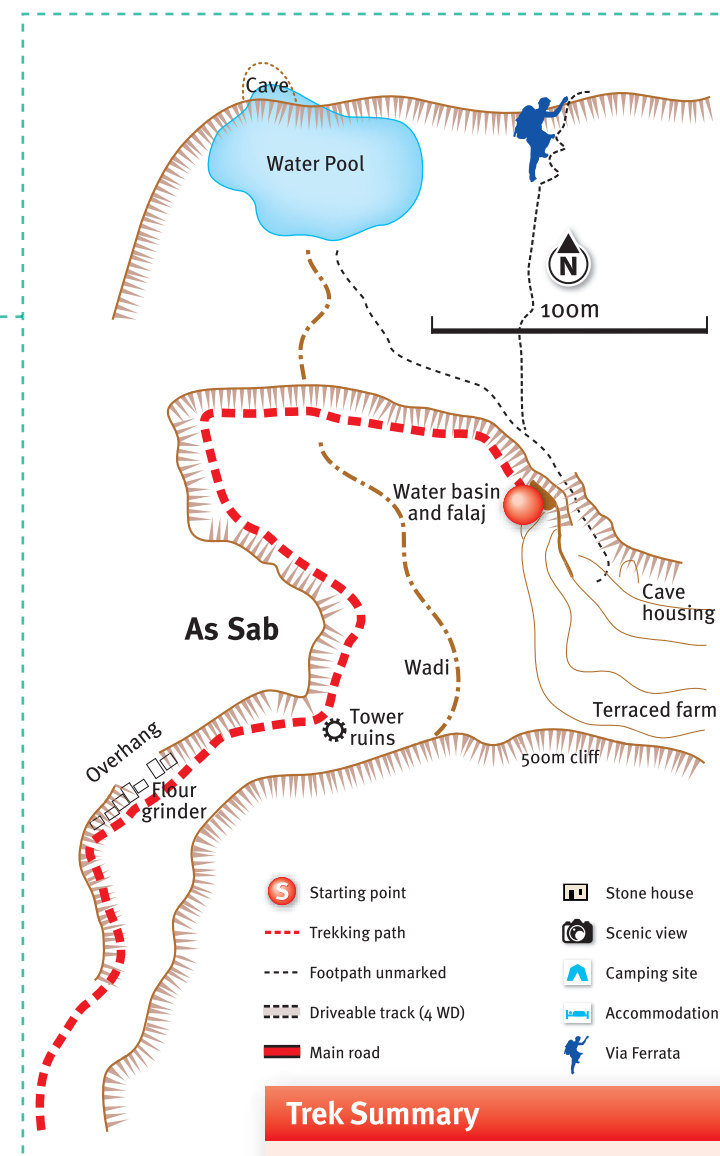 Cave
Water Pool
N
100m
Water basin
and falaj
Cave
housing
As Sab
Wadi
Terraced farm
Tower
ruins
500m cliff
Overhang
Flour
grinder
S Starting point
Trekking path
Footpath unmarked
Driveable track (4 WD)
Main road
Stone house
Scenic view
Camping site
Accommodation
Via Ferrata
Trek Summary